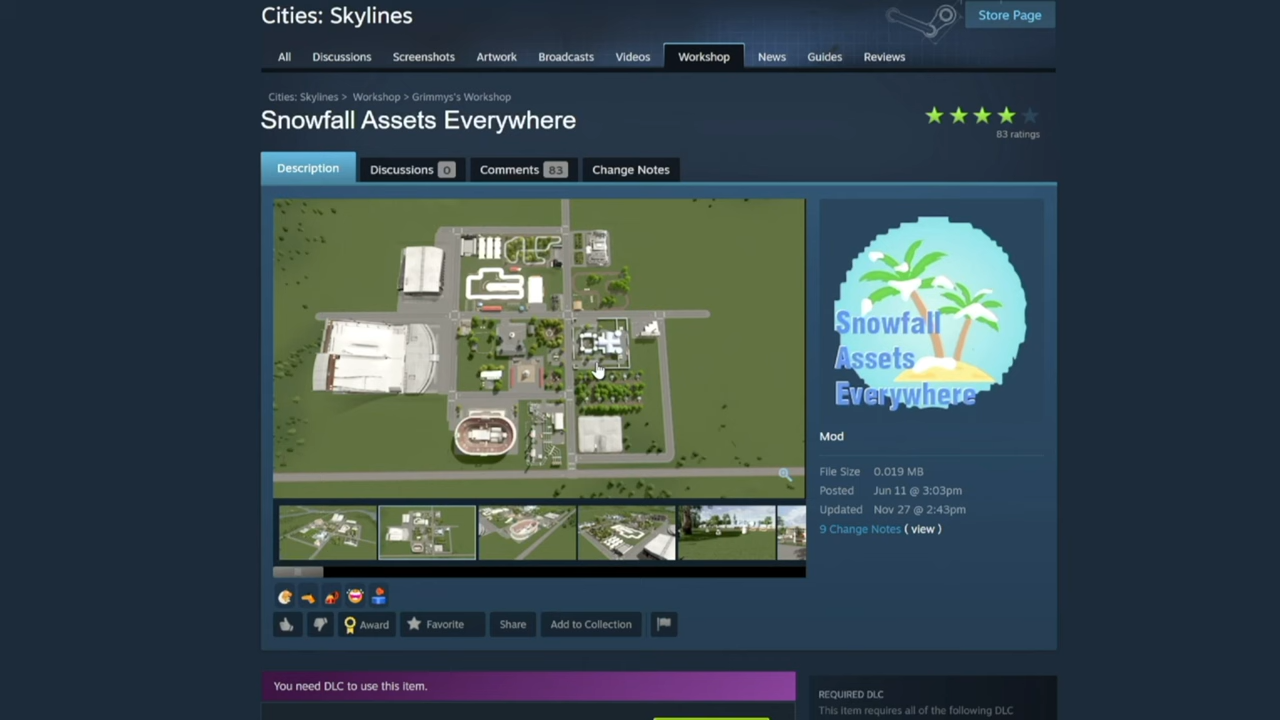 Cities: Skylines
Store Page
All Discussions Screenshots Artwork Broadcasts Videos Workshop News Guides Reviews
Cities: Skylines > Workshop > Grimmys's Workshop
Snowfall Assets Everywhere
83 ratings
Description Discussions 0 Comments 83 Change Notes
Snowfall
Assets
Everywhere
Mod
File Size 0.019 MB
Posted Jun 11 @ 3:03pm
Updated Nov 27 @ 2:43pm
9 Change Notes ( view )
Award Favorite Share Add to Collection
You need DLC to use this item.
REQUIRED DLC
This item requires all of the following DLC